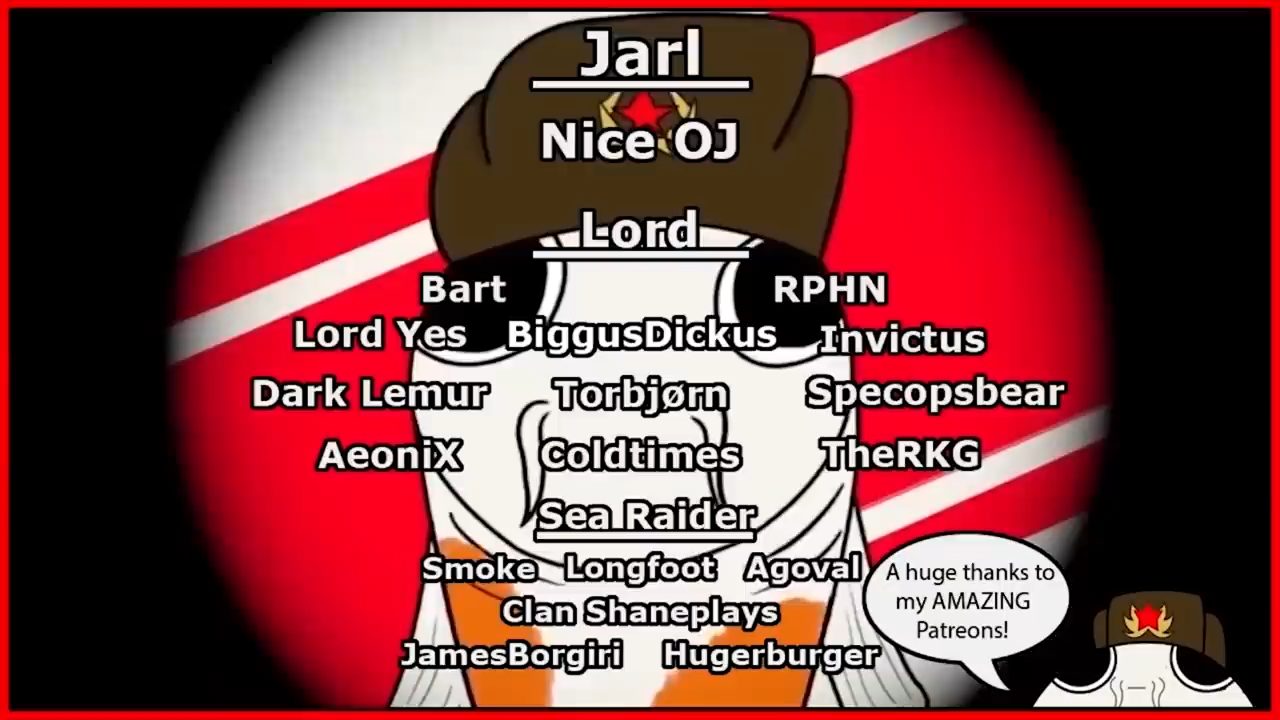 Jarl
Nice OJ
Lord
Bart RPHN
Lord Yes BiggusDickus Invictus
Dark Lemur Torbjørn Specopsbear
AeoniX Coldtimes TheRKG
Sea Raider
Smoke Longfoot Agoval
Clan Shaneplays
JamesBorgiri Hugerburger
A huge thanks to
my AMAZING
Patreons!